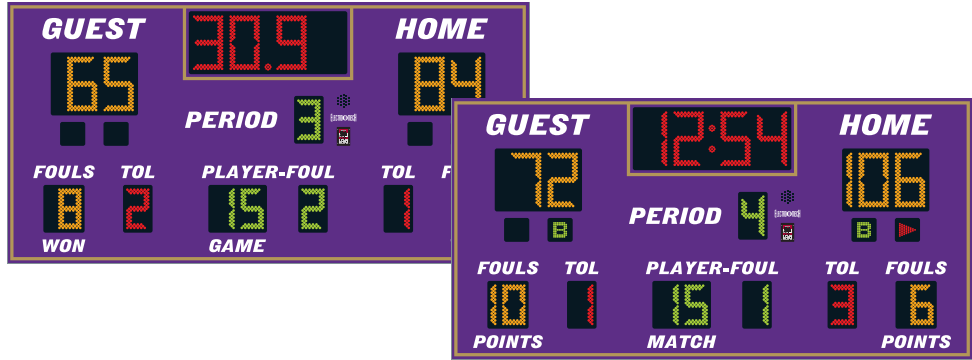 GUEST 30.9 HOME
65 84
PERIOD 3
FOULS TOL PLAYER-FOUL TOL F
8 2 15 2 1
WON GAME
GUEST 12:54 HOME
72 106
PERIOD 4
B B
FOULS TOL PLAYER-FOUL TOL FOULS
10 1 15 1 3 6
POINTS MATCH POINTS